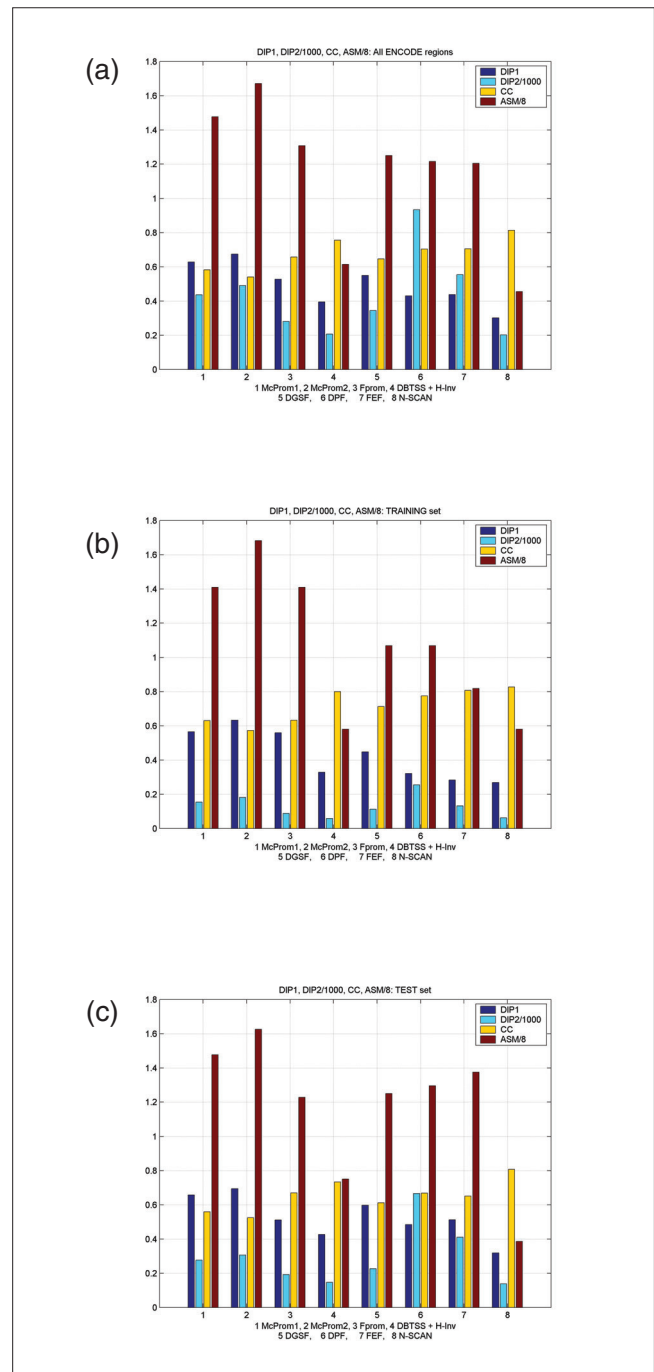 (a)
DIP1, DIP2/1000, CC, ASM/8: All ENCODE regions
DIP1
DIP2/1000
CC
ASM/8
1.8
1.6
1.4
1.2
1
0.8
0.6
0.4
0.2
0
1 2 3 4 5 6 7 8
1 McProm1, 2 McProm2, 3 Fprom, 4 DBTSS + H-Inv
5 DGSF, 6 DPF, 7 FEF, 8 N-SCAN
(b)
DIP1, DIP2/1000, CC, ASM/8: TRAINING set
DIP1
DIP2/1000
CC
ASM/8
1.8
1.6
1.4
1.2
1
0.8
0.6
0.4
0.2
0
1 2 3 4 5 6 7 8
1 McProm1, 2 McProm2, 3 Fprom, 4 DBTSS + H-Inv
5 DGSF, 6 DPF, 7 FEF, 8 N-SCAN
(c)
DIP1, DIP2/1000, CC, ASM/8: TEST set
DIP1
DIP2/1000
CC
ASM/8
1.8
1.6
1.4
1.2
1
0.8
0.6
0.4
0.2
0
1 2 3 4 5 6 7 8
1 McProm1, 2 McProm2, 3 Fprom, 4 DBTSS + H-Inv
5 DGSF, 6 DPF, 7 FEF, 8 N-SCAN